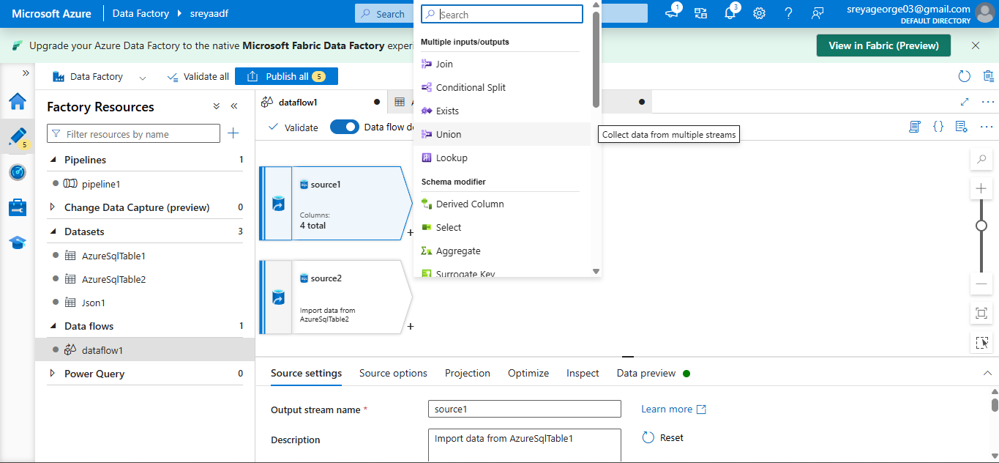 Microsoft Azure
Data Factory
sreyaadf
Search
Search
1
3
sreyageorge03@gmail.com
DEFAULT DIRECTORY
Upgrade your Azure Data Factory to the native Microsoft Fabric Data Factory
View in Fabric (Preview)
Data Factory
Validate all
Publish all
5
5
Factory Resources
Filter resources by name
Pipelines
1
pipeline1
Change Data Capture (preview)
0
Datasets
3
AzureSqlTable1
AzureSqlTable2
Json1
Data flows
1
dataflow1
Power Query
0
dataflow1
Validate
Data flow
Multiple inputs/outputs
Join
Conditional Split
Exists
Union
Lookup
Schema modifier
Derived Column
Select
Aggregate
Surrogate Key
Collect data from multiple streams
source1
Columns:
4 total
+
source2
Import data from
AzureSqlTable2
+
Source settings
Source options
Projection
Optimize
Inspect
Data preview
Output stream name *
source1
Learn more
Description
Import data from AzureSqlTable1
Reset